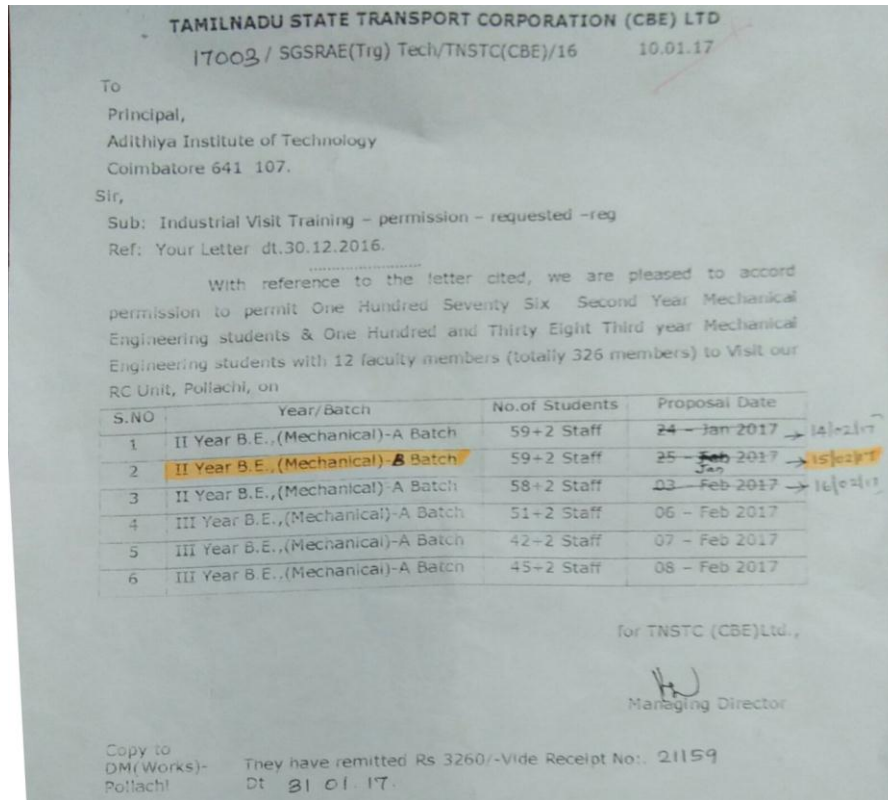 TAMILNADU STATE TRANSPORT CORPORATION (CBE) LTD
17003/ SGSRAE(Trg) Tech/TNSTC(CBE)/16 10.01.17
To
Principal,
Adithiya Institute of Technology
Coimbatore 641 107.
Sir,
Sub: Industrial Visit Training – permission – requested –reg
Ref: Your Letter dt.30.12.2016.
With reference to the letter cited, we are pleased to accord
permission to permit One Hundred Seventy Six Second Year Mechanical
Engineering students & One Hundred and Thirty Eight Third year Mechanical
Engineering students with 12 faculty members (totally 326 members) to Visit our
RC Unit, Pollachi, on
S.NO Year/Batch No.of Students Proposal Date
1 II Year B.E.,(Mechanical)-A Batch 59+2 Staff 24 – Jan 2017 → 14/02/17
2 II Year B.E.,(Mechanical)-B Batch 59+2 Staff 25 – Feb 2017 → 15/02/17
Jan
3 II Year B.E.,(Mechanical)-A Batch 58+2 Staff 03 – Feb 2017 → 16/02/17
4 III Year B.E.,(Mechanical)-A Batch 51+2 Staff 06 – Feb 2017
5 III Year B.E.,(Mechanical)-A Batch 42+2 Staff 07 – Feb 2017
6 III Year B.E.,(Mechanical)-A Batch 45+2 Staff 08 – Feb 2017
for TNSTC (CBE)Ltd.,
Managing Director
Copy to
DM(Works)- They have remitted Rs 3260/-Vide Receipt No:. 21159
Pollachi Dt 31 01.17.